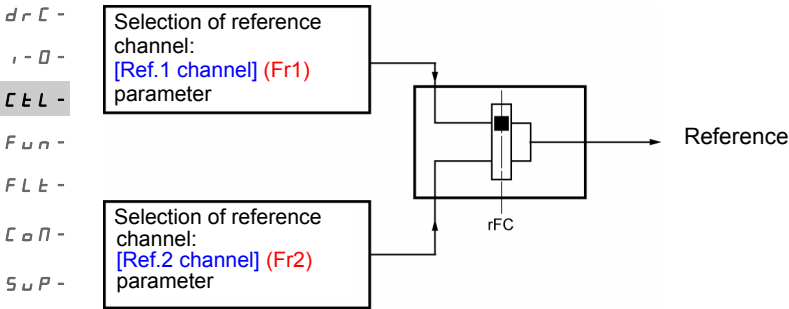 drC-
I-O-
CtL-
Fun-
FLt-
CoM-
SuP-
Selection of reference
channel:
[Ref.1 channel] (Fr1)
parameter
Selection of reference
channel:
[Ref.2 channel] (Fr2)
parameter
rFC
Reference